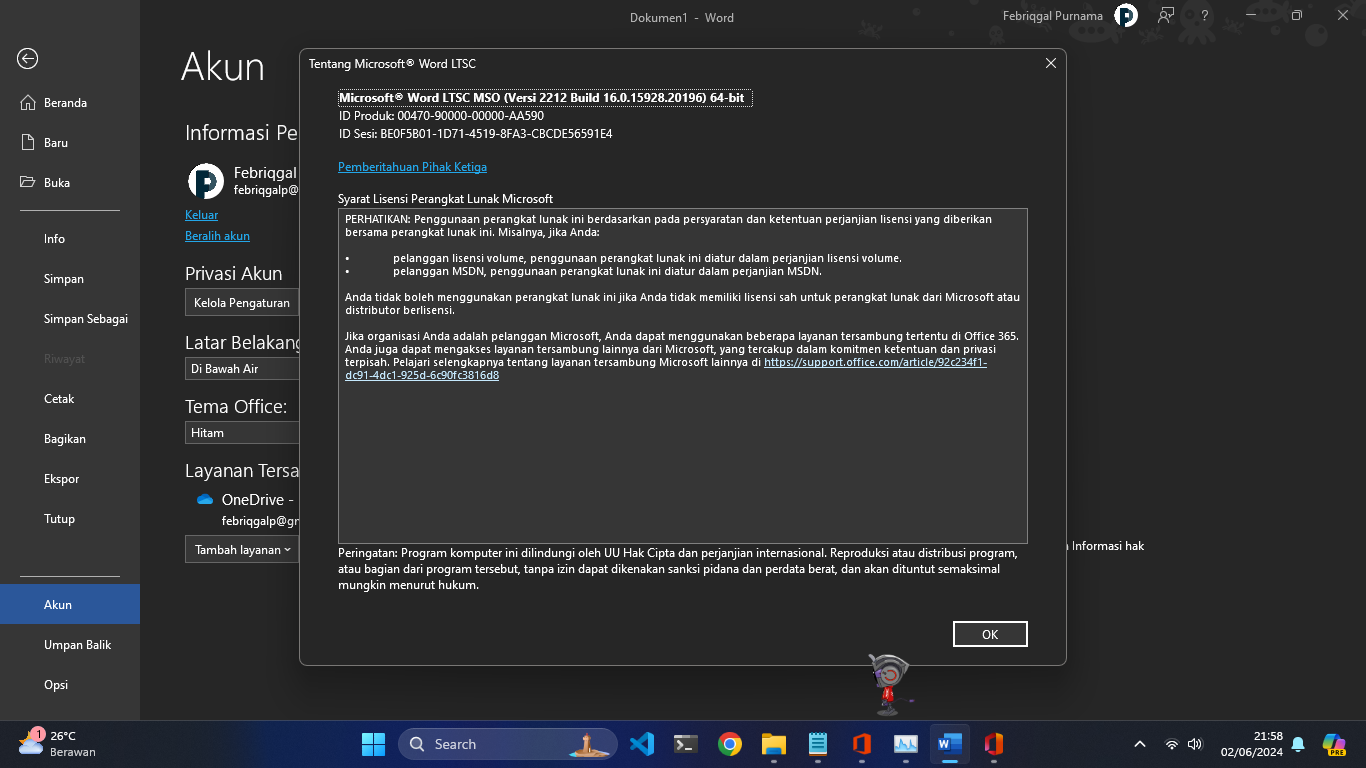 Dokumen1 - Word
Febriqgal Purnama
?
Akun
Beranda
Baru
Buka
Info
Simpan
Simpan Sebagai
Riwayat
Cetak
Bagikan
Ekspor
Tutup
Akun
Umpan Balik
Opsi
Informasi Pe
Febriqgal
febriqgalp@
Keluar
Beralih akun
Privasi Akun
Kelola Pengaturan
Latar Belakang
Di Bawah Air
Tema Office:
Hitam
Layanan Tersa
OneDrive -
febriqgalp@gm
Tambah layanan
Tentang Microsoft® Word LTSC
Microsoft® Word LTSC MSO (Versi 2212 Build 16.0.15928.20196) 64-bit
ID Produk: 00470-90000-00000-AA590
ID Sesi: BE0F5B01-1D71-4519-8FA3-CBCDE56591E4
Pemberitahuan Pihak Ketiga
Syarat Lisensi Perangkat Lunak Microsoft
PERHATIKAN: Penggunaan perangkat lunak ini berdasarkan pada persyaratan dan ketentuan perjanjian lisensi yang diberikan
bersama perangkat lunak ini. Misalnya, jika Anda:
• pelanggan lisensi volume, penggunaan perangkat lunak ini diatur dalam perjanjian lisensi volume.
• pelanggan MSDN, penggunaan perangkat lunak ini diatur dalam perjanjian MSDN.
Anda tidak boleh menggunakan perangkat lunak ini jika Anda tidak memiliki lisensi sah untuk perangkat lunak dari Microsoft atau
distributor berlisensi.
Jika organisasi Anda adalah pelanggan Microsoft, Anda dapat menggunakan beberapa layanan tersambung tertentu di Office 365.
Anda juga dapat mengakses layanan tersambung lainnya dari Microsoft, yang tercakup dalam komitmen ketentuan dan privasi
terpisah. Pelajari selengkapnya tentang layanan tersambung Microsoft lainnya di https://support.office.com/article/92c234f1-
dc91-4dc1-925d-6c90fc3816d8
Peringatan: Program komputer ini dilindungi oleh UU Hak Cipta dan perjanjian internasional. Reproduksi atau distribusi program,
atau bagian dari program tersebut, tanpa izin dapat dikenakan sanksi pidana dan perdata berat, dan akan dituntut semaksimal
mungkin menurut hukum.
OK
n Informasi hak
1
26°C
Berawan
Search
21:58
02/06/2024
PRE